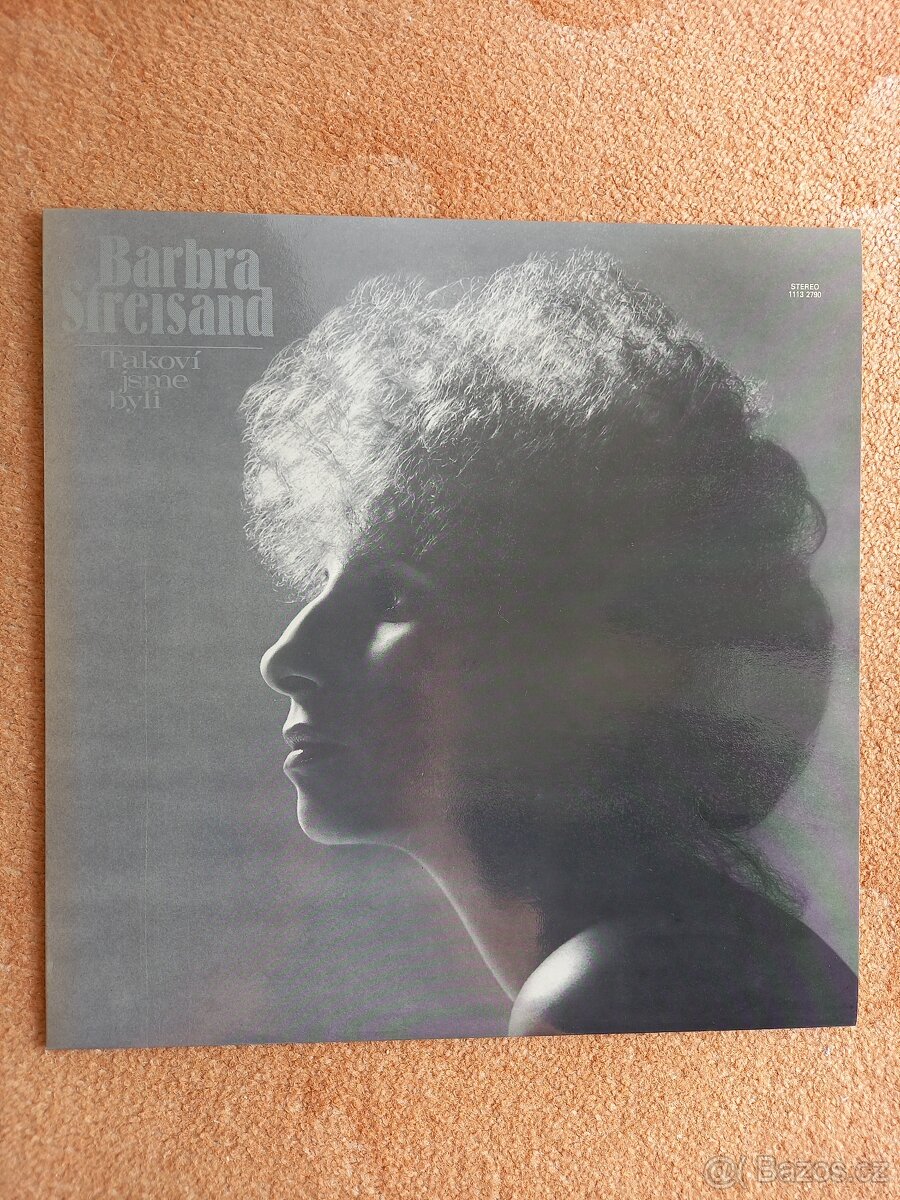 Barbra
Streisand
Takoví
jsme
byli
STEREO
1113 2790
@ Bazos.cz